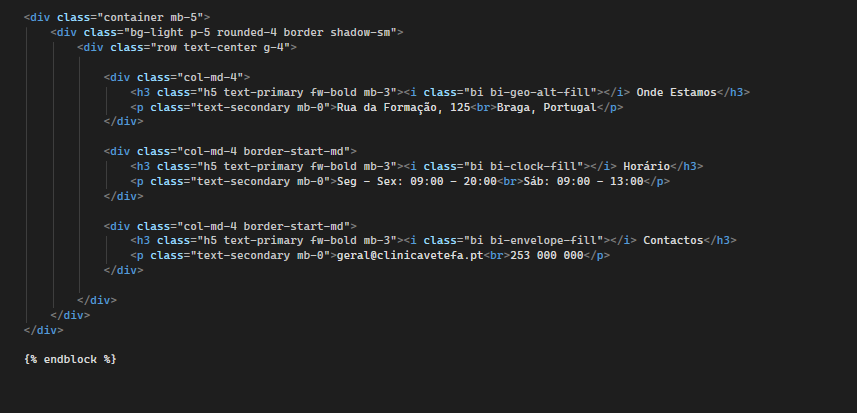 <div class="container mb-5">
<div class="bg-light p-5 rounded-4 border shadow-sm">
<div class="row text-center g-4">
<div class="col-md-4">
<h3 class="h5 text-primary fw-bold mb-3"><i class="bi bi-geo-alt-fill"></i> Onde Estamos</h3>
<p class="text-secondary mb-0">Rua da Formação, 125<br>Braga, Portugal</p>
</div>
<div class="col-md-4 border-start-md">
<h3 class="h5 text-primary fw-bold mb-3"><i class="bi bi-clock-fill"></i> Horário</h3>
<p class="text-secondary mb-0">Seg - Sex: 09:00 - 20:00<br>Sáb: 09:00 - 13:00</p>
</div>
<div class="col-md-4 border-start-md">
<h3 class="h5 text-primary fw-bold mb-3"><i class="bi bi-envelope-fill"></i> Contactos</h3>
<p class="text-secondary mb-0">geral@clinicavetefa.pt<br>253 000 000</p>
</div>
</div>
</div>
</div>
{% endblock %}